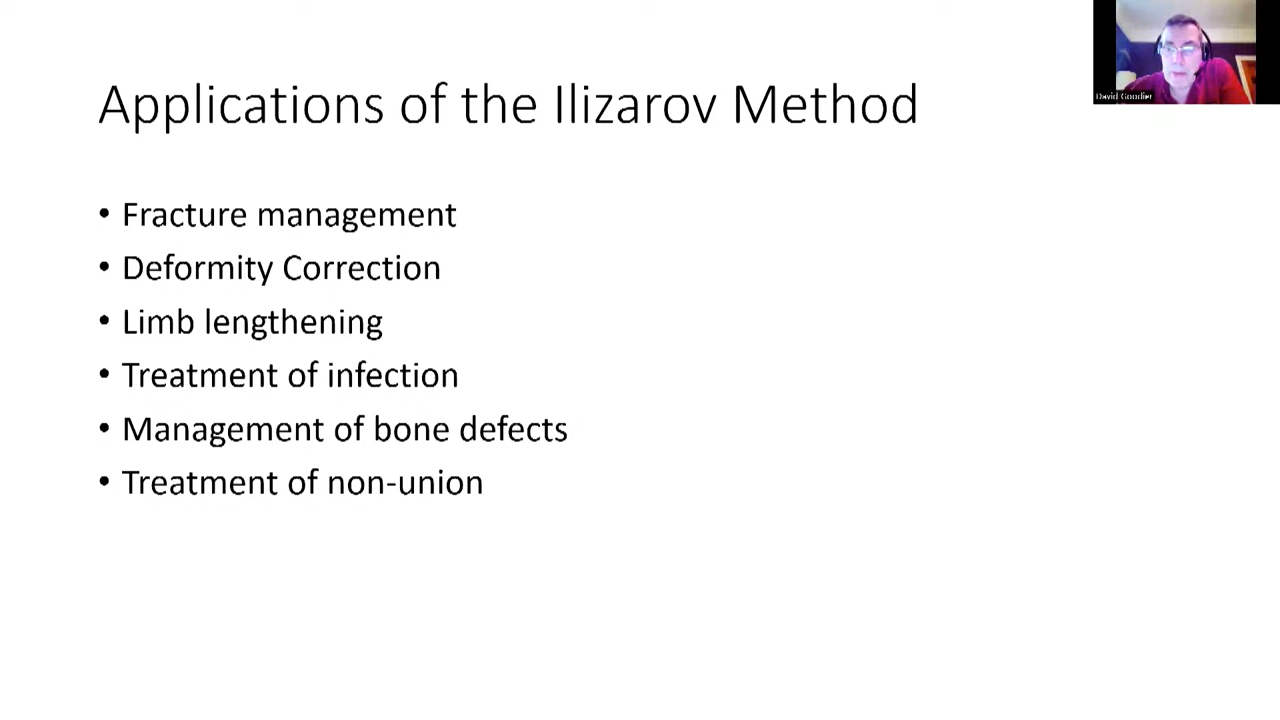 Applications of the Ilizarov Method
• Fracture management
• Deformity Correction
• Limb lengthening
• Treatment of infection
• Management of bone defects
• Treatment of non-union
David Goodier